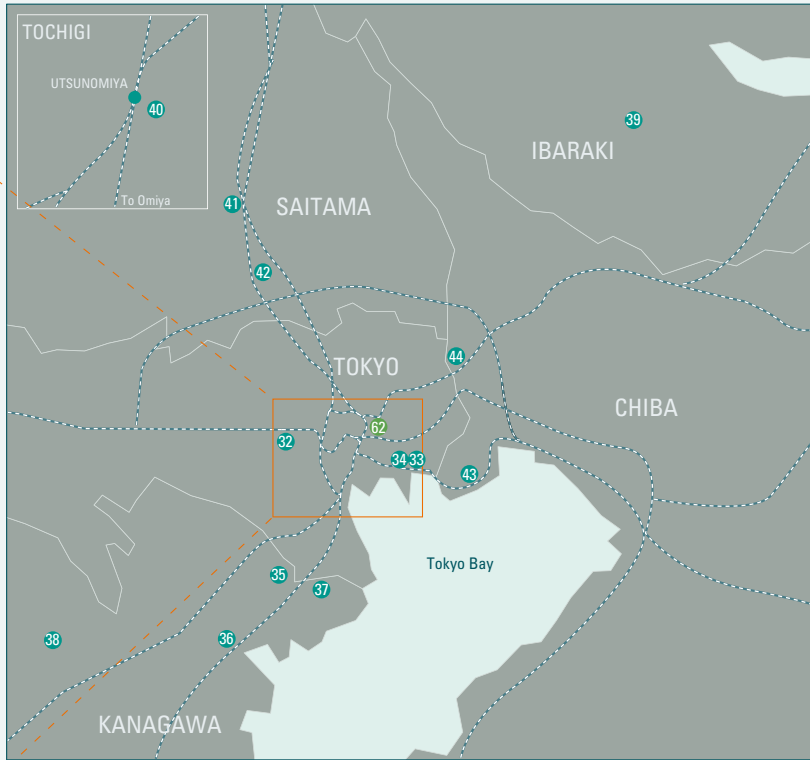 TOCHIGI
UTSUNOMIYA
40
To Omiya
39
IBARAKI
41
SAITAMA
42
44
TOKYO
CHIBA
62
32
34
33
43
Tokyo Bay
35
37
38
36
KANAGAWA